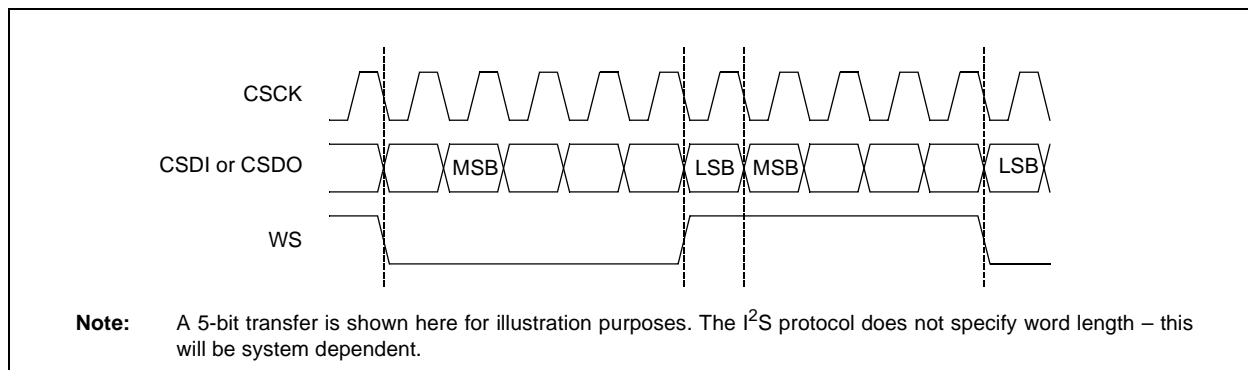 CSCK
CSDI or CSDO
MSB
LSB
MSB
LSB
WS
Note: A 5-bit transfer is shown here for illustration purposes. The I²S protocol does not specify word length – this
will be system dependent.